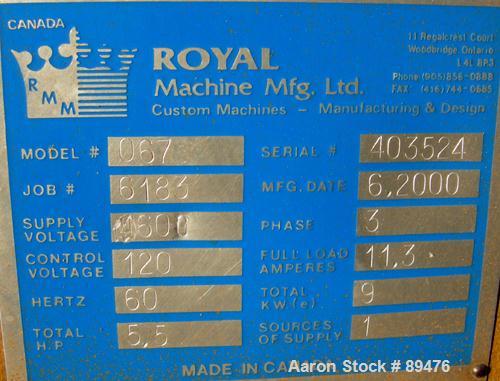 CANADA
RMM
ROYAL
Machine Mfg. Ltd.
Custom Machines - Manufacturing & Design
11 Regalcrest Court
Woodbridge, Ontario
L4L 8P3
Phone (905) 856-0888
FAX (416) 744-0685
MODEL # 067
SERIAL # 403524
JOB # 6183
MFG. DATE 6,2000
SUPPLY VOLTAGE 600
PHASE 3
CONTROL VOLTAGE 120
FULL LOAD AMPERES 11,3
HERTZ 60
TOTAL KW(e) 9
TOTAL H.P 5,5
SOURCES OF SUPPLY 1
MADE IN CANADA
Aaron Stock # 89476